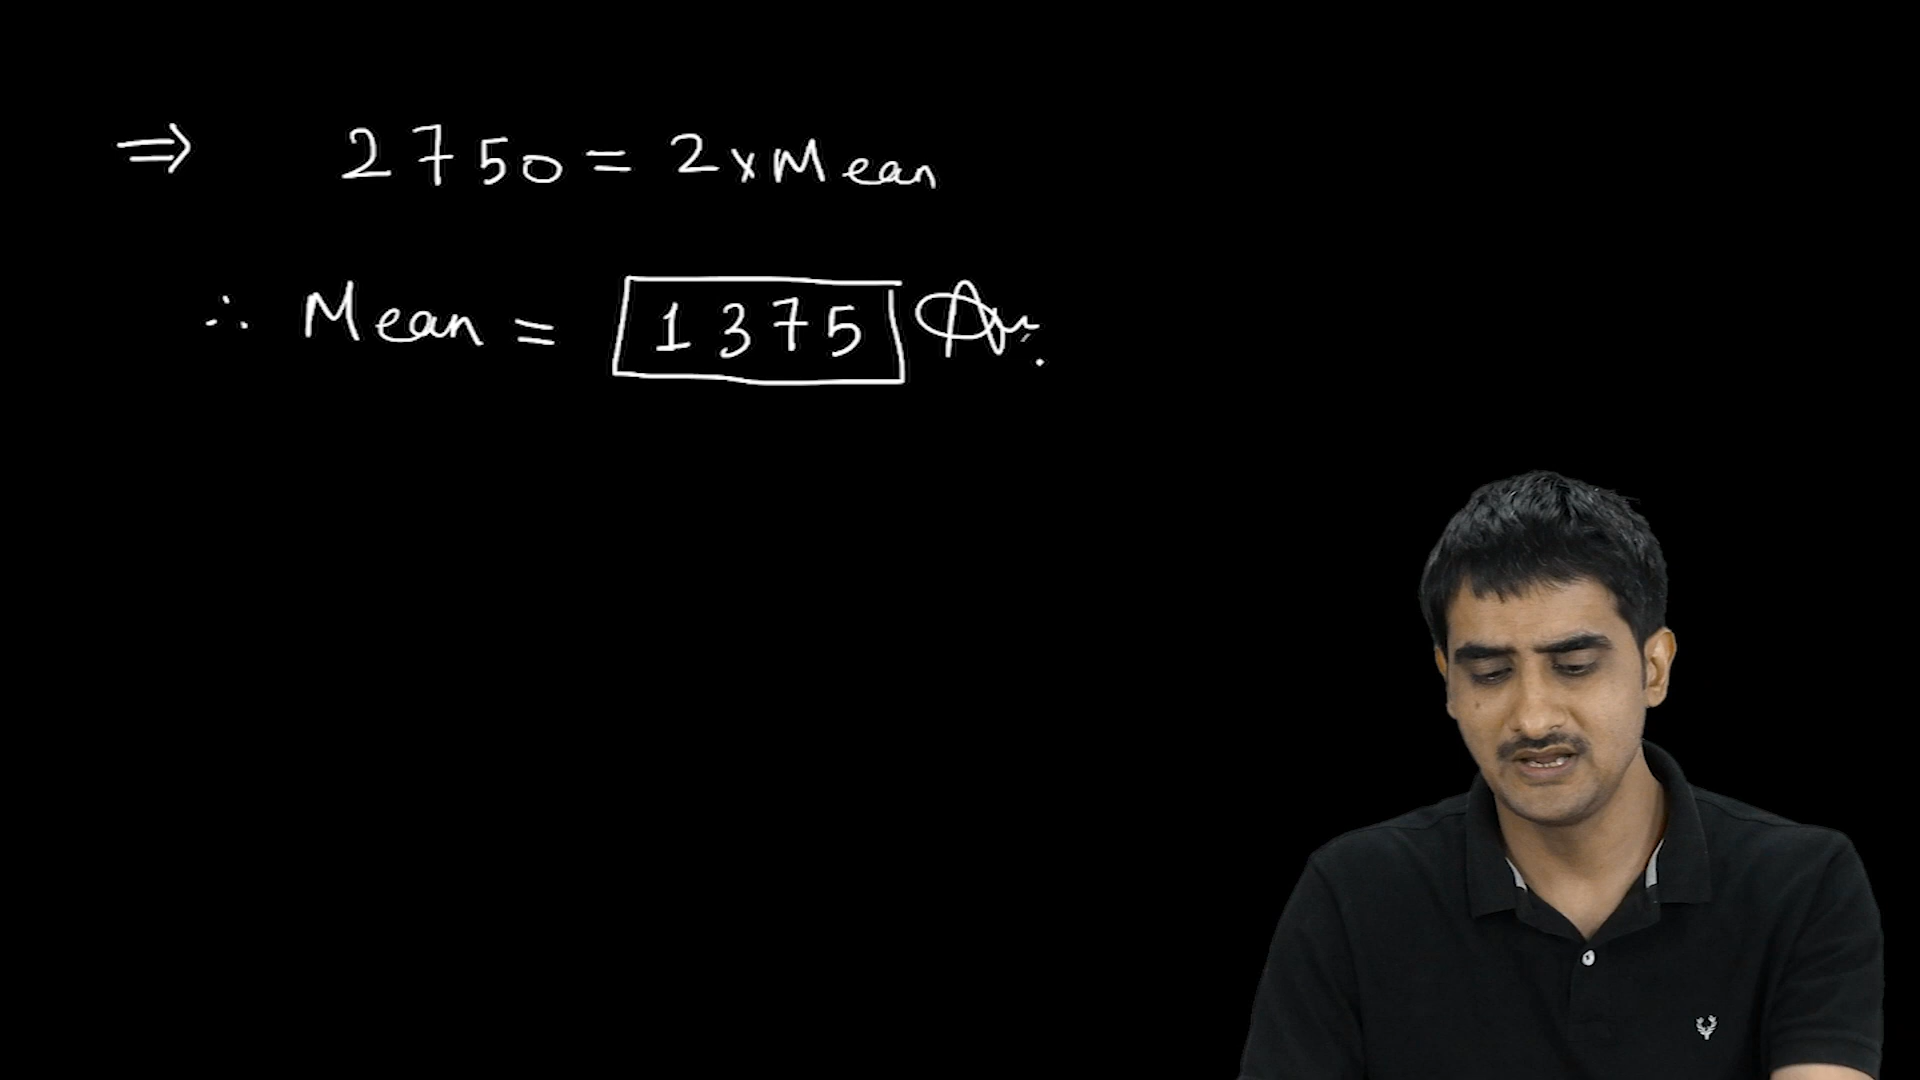 ⇒ 2750 = 2 × Mean
∴ Mean = 1375 Ans.